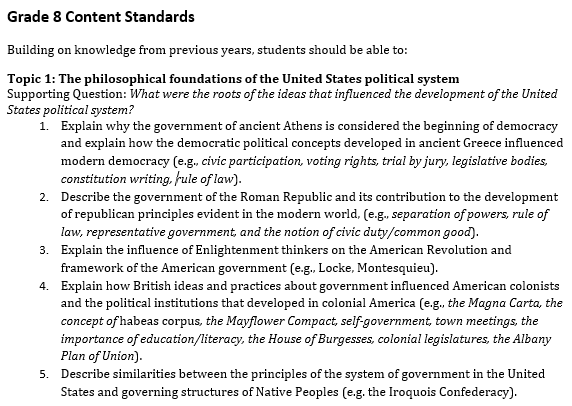 Grade 8 Content Standards
Building on knowledge from previous years, students should be able to:
Topic 1: The philosophical foundations of the United States political system
Supporting Question: What were the roots of the ideas that influenced the development of the United
States political system?
1. Explain why the government of ancient Athens is considered the beginning of democracy
and explain how the democratic political concepts developed in ancient Greece influenced
modern democracy (e.g., civic participation, voting rights, trial by jury, legislative bodies,
constitution writing, rule of law).
2. Describe the government of the Roman Republic and its contribution to the development
of republican principles evident in the modern world, (e.g., separation of powers, rule of
law, representative government, and the notion of civic duty/common good).
3. Explain the influence of Enlightenment thinkers on the American Revolution and
framework of the American government (e.g., Locke, Montesquieu).
4. Explain how British ideas and practices about government influenced American colonists
and the political institutions that developed in colonial America (e.g., the Magna Carta, the
concept of habeas corpus, the Mayflower Compact, self-government, town meetings, the
importance of education/literacy, the House of Burgesses, colonial legislatures, the Albany
Plan of Union).
5. Describe similarities between the principles of the system of government in the United
States and governing structures of Native Peoples (e.g. the Iroquois Confederacy).